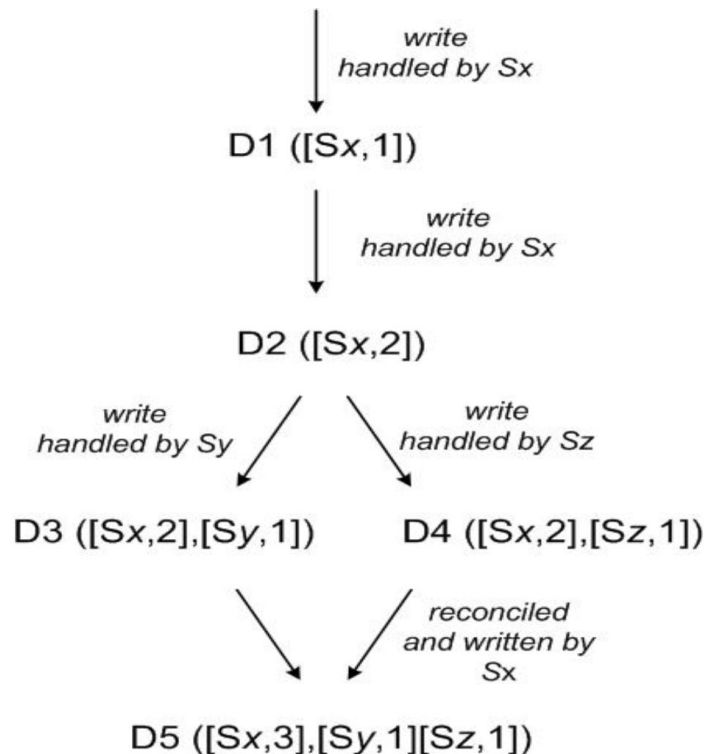 write
handled by Sx
D1 ([Sx,1])
write
handled by Sx
D2 ([Sx,2])
write
handled by Sy
write
handled by Sz
D3 ([Sx,2],[Sy,1])
D4 ([Sx,2],[Sz,1])
reconciled
and written by
Sx
D5 ([Sx,3],[Sy,1][Sz,1])